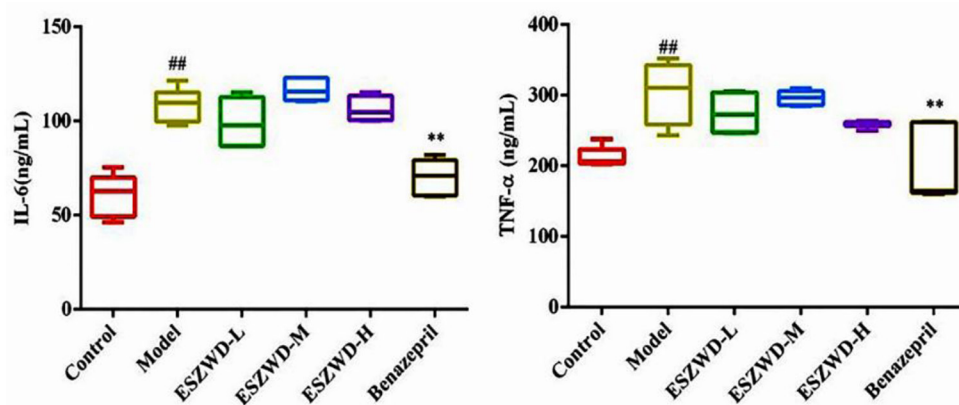 IL-6(ng/mL)
150
100
50
0
##
**
Control
Model
ESZWD-L
ESZWD-M
ESZWD-H
Benazepril
TNF-α (ng/mL)
400
300
200
100
0
##
**
Control
Model
ESZWD-L
ESZWD-M
ESZWD-H
Benazepril